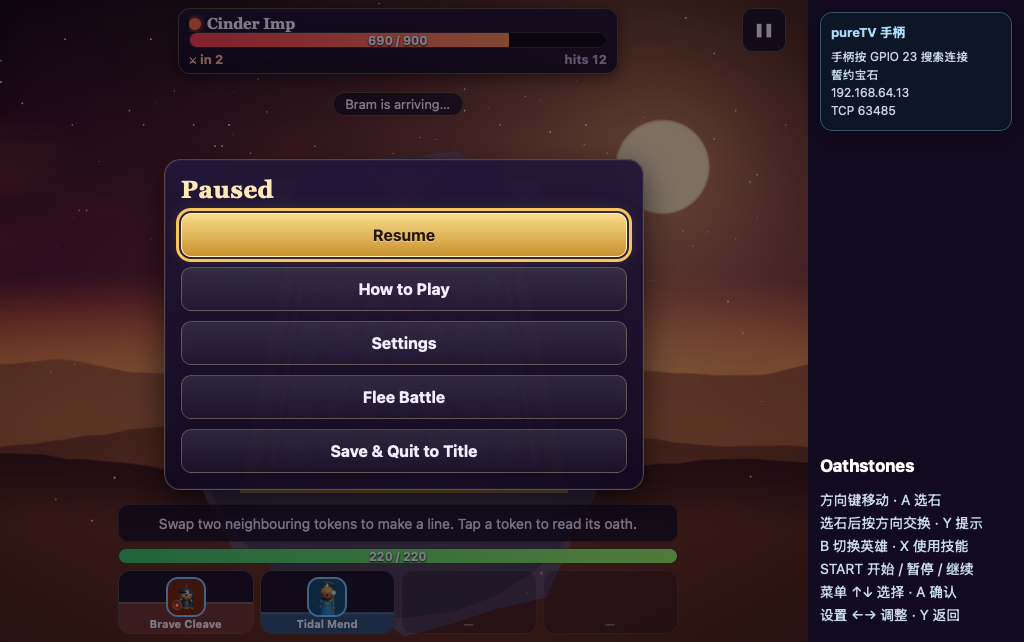 Cinder Imp
690 / 900
⚔ in 2
hits 12
Bram is arriving...
Paused
Resume
How to Play
Settings
Flee Battle
Save & Quit to Title
Swap two neighbouring tokens to make a line. Tap a token to read its oath.
220 / 220
Brave Cleave
Tidal Mend
—
—
pureTV 手柄
手柄按 GPIO 23 搜索连接
誓约宝石
192.168.64.13
TCP 63485
Oathstones
方向键移动 · A 选石
选石后按方向交换 · Y 提示
B 切换英雄 · X 使用技能
START 开始 / 暂停 / 继续
菜单 ↑↓ 选择 · A 确认
设置 ←→ 调整 · Y 返回